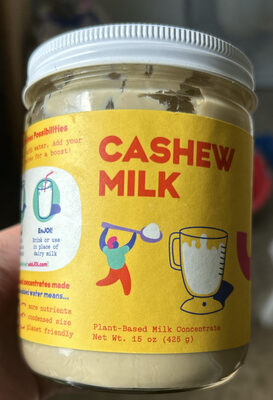 Possibilities
water. Add your
for a boost!
EnJOI!
Drink or use
in place of
dairy milk
concentrates made
water means...
more nutrients
condensed size
planet friendly
CASHEW
MILK
Plant-Based Milk Concentrate
Net Wt. 15 oz (425 g)